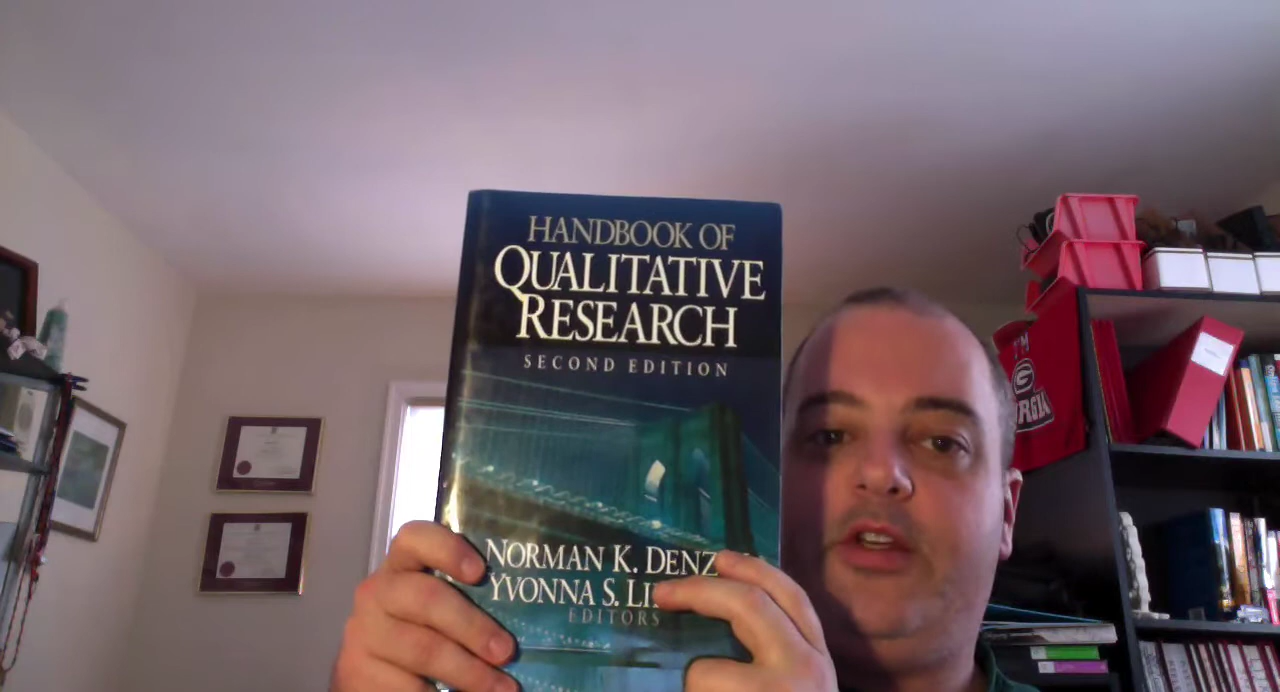 HANDBOOK OF
QUALITATIVE
RESEARCH
SECOND EDITION
NORMAN K.
YVONNA S.
EDITORS
I'M
G